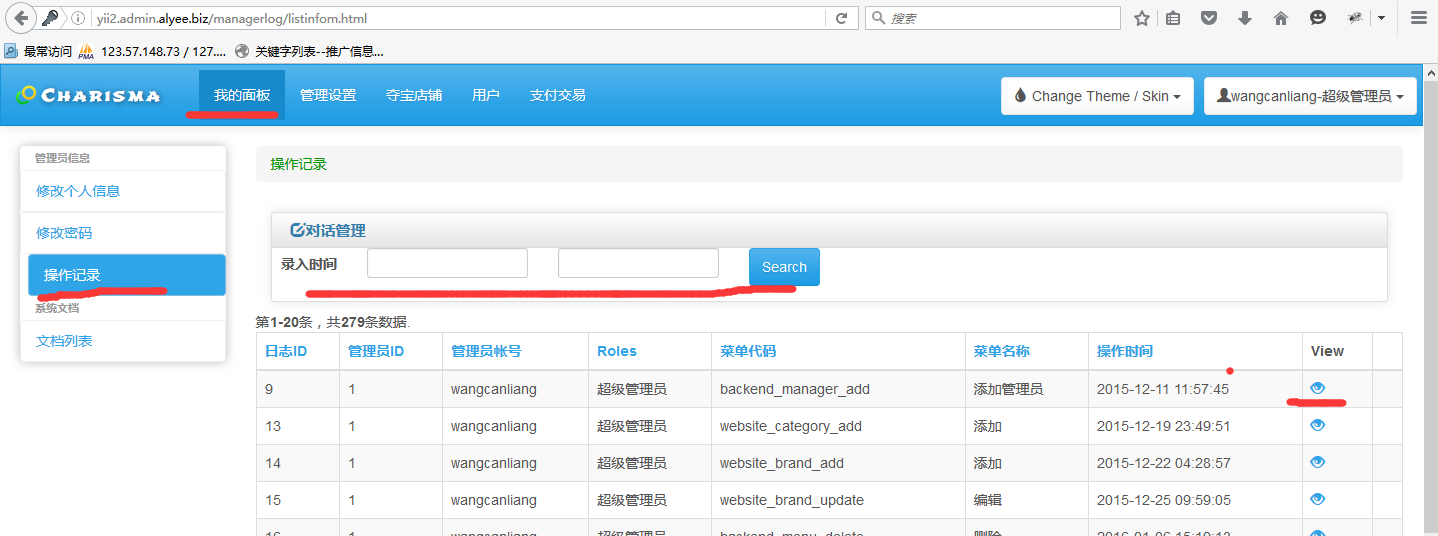 yii2.admin.alyee.biz/managerlog/listinfom.html
搜索
最常访问 PMA 123.57.148.73 / 127.... 关键字列表--推广信息...
CHARISMA 我的面板 管理设置 夺宝店铺 用户 支付交易 Change Theme / Skin wangcanliang-超级管理员
管理员信息
修改个人信息
修改密码
操作记录
系统文档
文档列表
操作记录
对话管理
录入时间 Search
第1-20条，共279条数据.
日志ID 管理员ID 管理员帐号 Roles 菜单代码 菜单名称 操作时间 View
9 1 wangcanliang 超级管理员 backend_manager_add 添加管理员 2015-12-11 11:57:45
13 1 wangcanliang 超级管理员 website_category_add 添加 2015-12-19 23:49:51
14 1 wangcanliang 超级管理员 website_brand_add 添加 2015-12-22 04:28:57
15 1 wangcanliang 超级管理员 website_brand_update 编辑 2015-12-25 09:59:05
16 1 wangcanliang 超级管理员 backend_menu_delete 删除